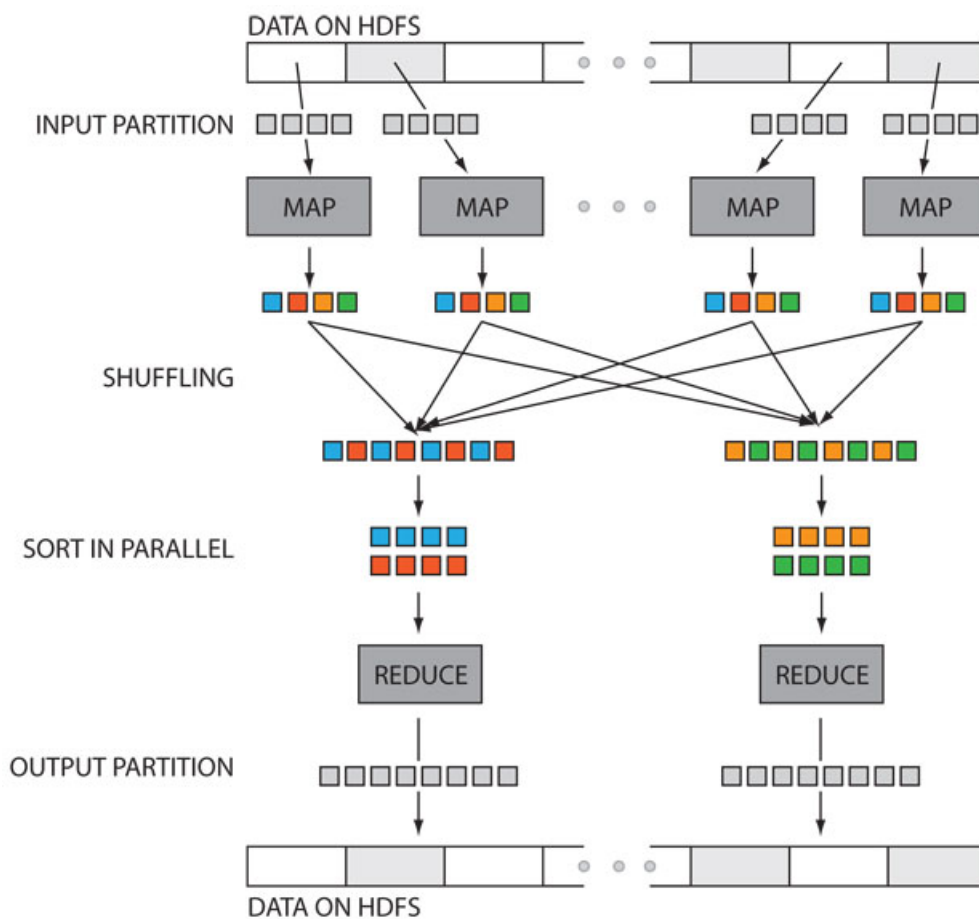 DATA ON HDFS
INPUT PARTITION
MAP MAP MAP MAP
SHUFFLING
SORT IN PARALLEL
REDUCE REDUCE
OUTPUT PARTITION
DATA ON HDFS